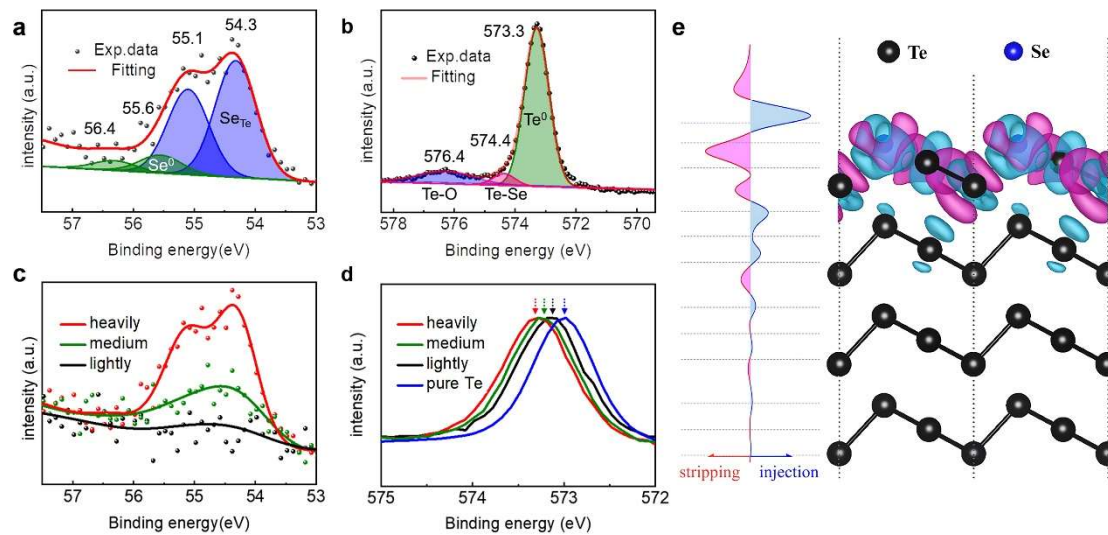 a
55.1
54.3
Exp.data
Fitting
55.6
56.4
Se⁰
SeTe
intensity (a.u.)
57
56
55
54
53
Binding energy(eV)
b
573.3
Exp.data
Fitting
Te⁰
574.4
576.4
Te-O
Te-Se
intensity (a.u.)
578
576
574
572
570
Binding energy(eV)
c
heavily
medium
lightly
intensity (a.u.)
57
56
55
54
53
Binding energy(eV)
d
heavily
medium
lightly
pure Te
intensity (a.u.)
575
574
573
572
Binding energy (eV)
e
Te
Se
stripping
injection